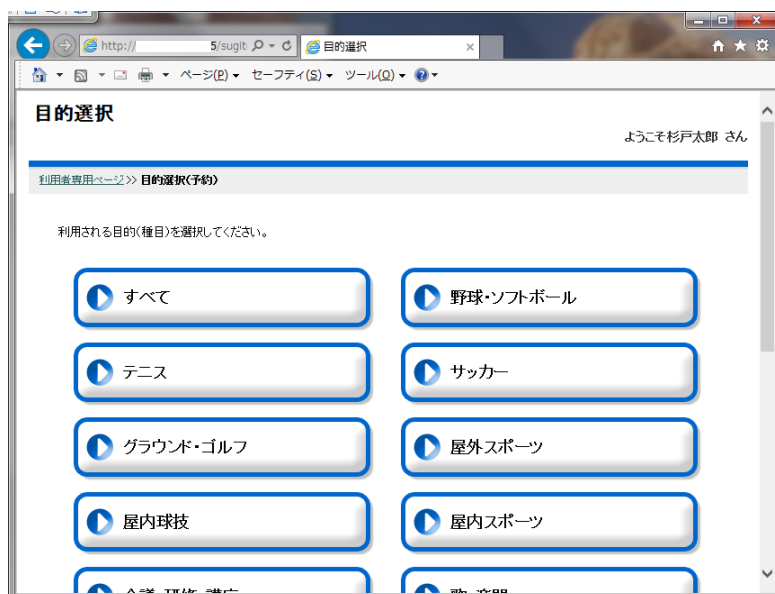 http:// 5/sugit
目的選択
ページ(P) セーフティ(S) ツール(O)
目的選択
ようこそ杉戸太郎 さん
利用者専用ページ>> 目的選択(予約)
利用される目的(種目)を選択してください。
すべて
野球・ソフトボール
テニス
サッカー
グラウンド・ゴルフ
屋外スポーツ
屋内球技
屋内スポーツ